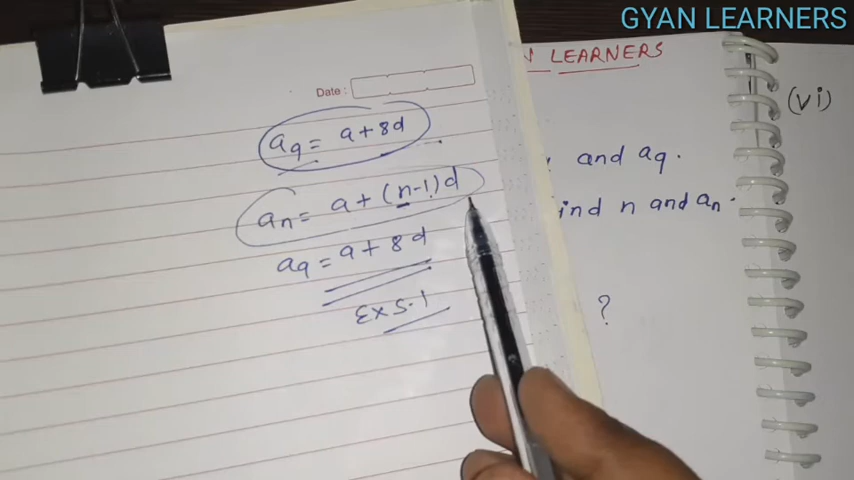 GYAN LEARNERS
LEARNERS
(vi)
Date :
a9 = a + 8d
and a9.
an = a + (n-1)d
ind n and an.
a9 = a + 8d
Ex 5.1
?